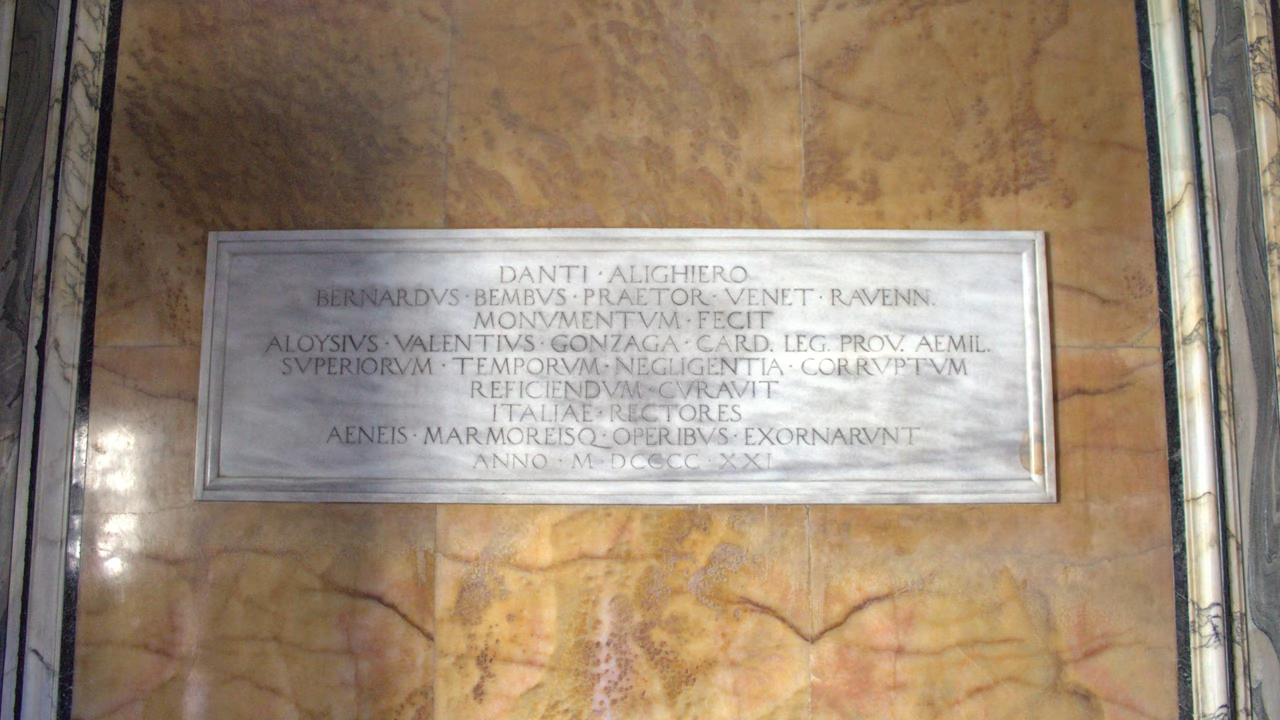 DANTI · ALIGHIERO
BERNARDVS · BEMBVS · PRAETOR · VENET · RAVENN.
MONVMENTVM · FECIT
ALOYSIVS · VALENTIVS · GONZAGA · CARD. LEG. PROV. AEMIL.
SVPERIORVM · TEMPORVM · NEGLIGENTIA · CORRVPTVM
REFICIENDVM · CVRAVIT
ITALIAE · RECTORES
AENEIS · MARMOREISQ · OPERIBVS · EXORNARVNT
ANNO · M · DCCCC · XXI